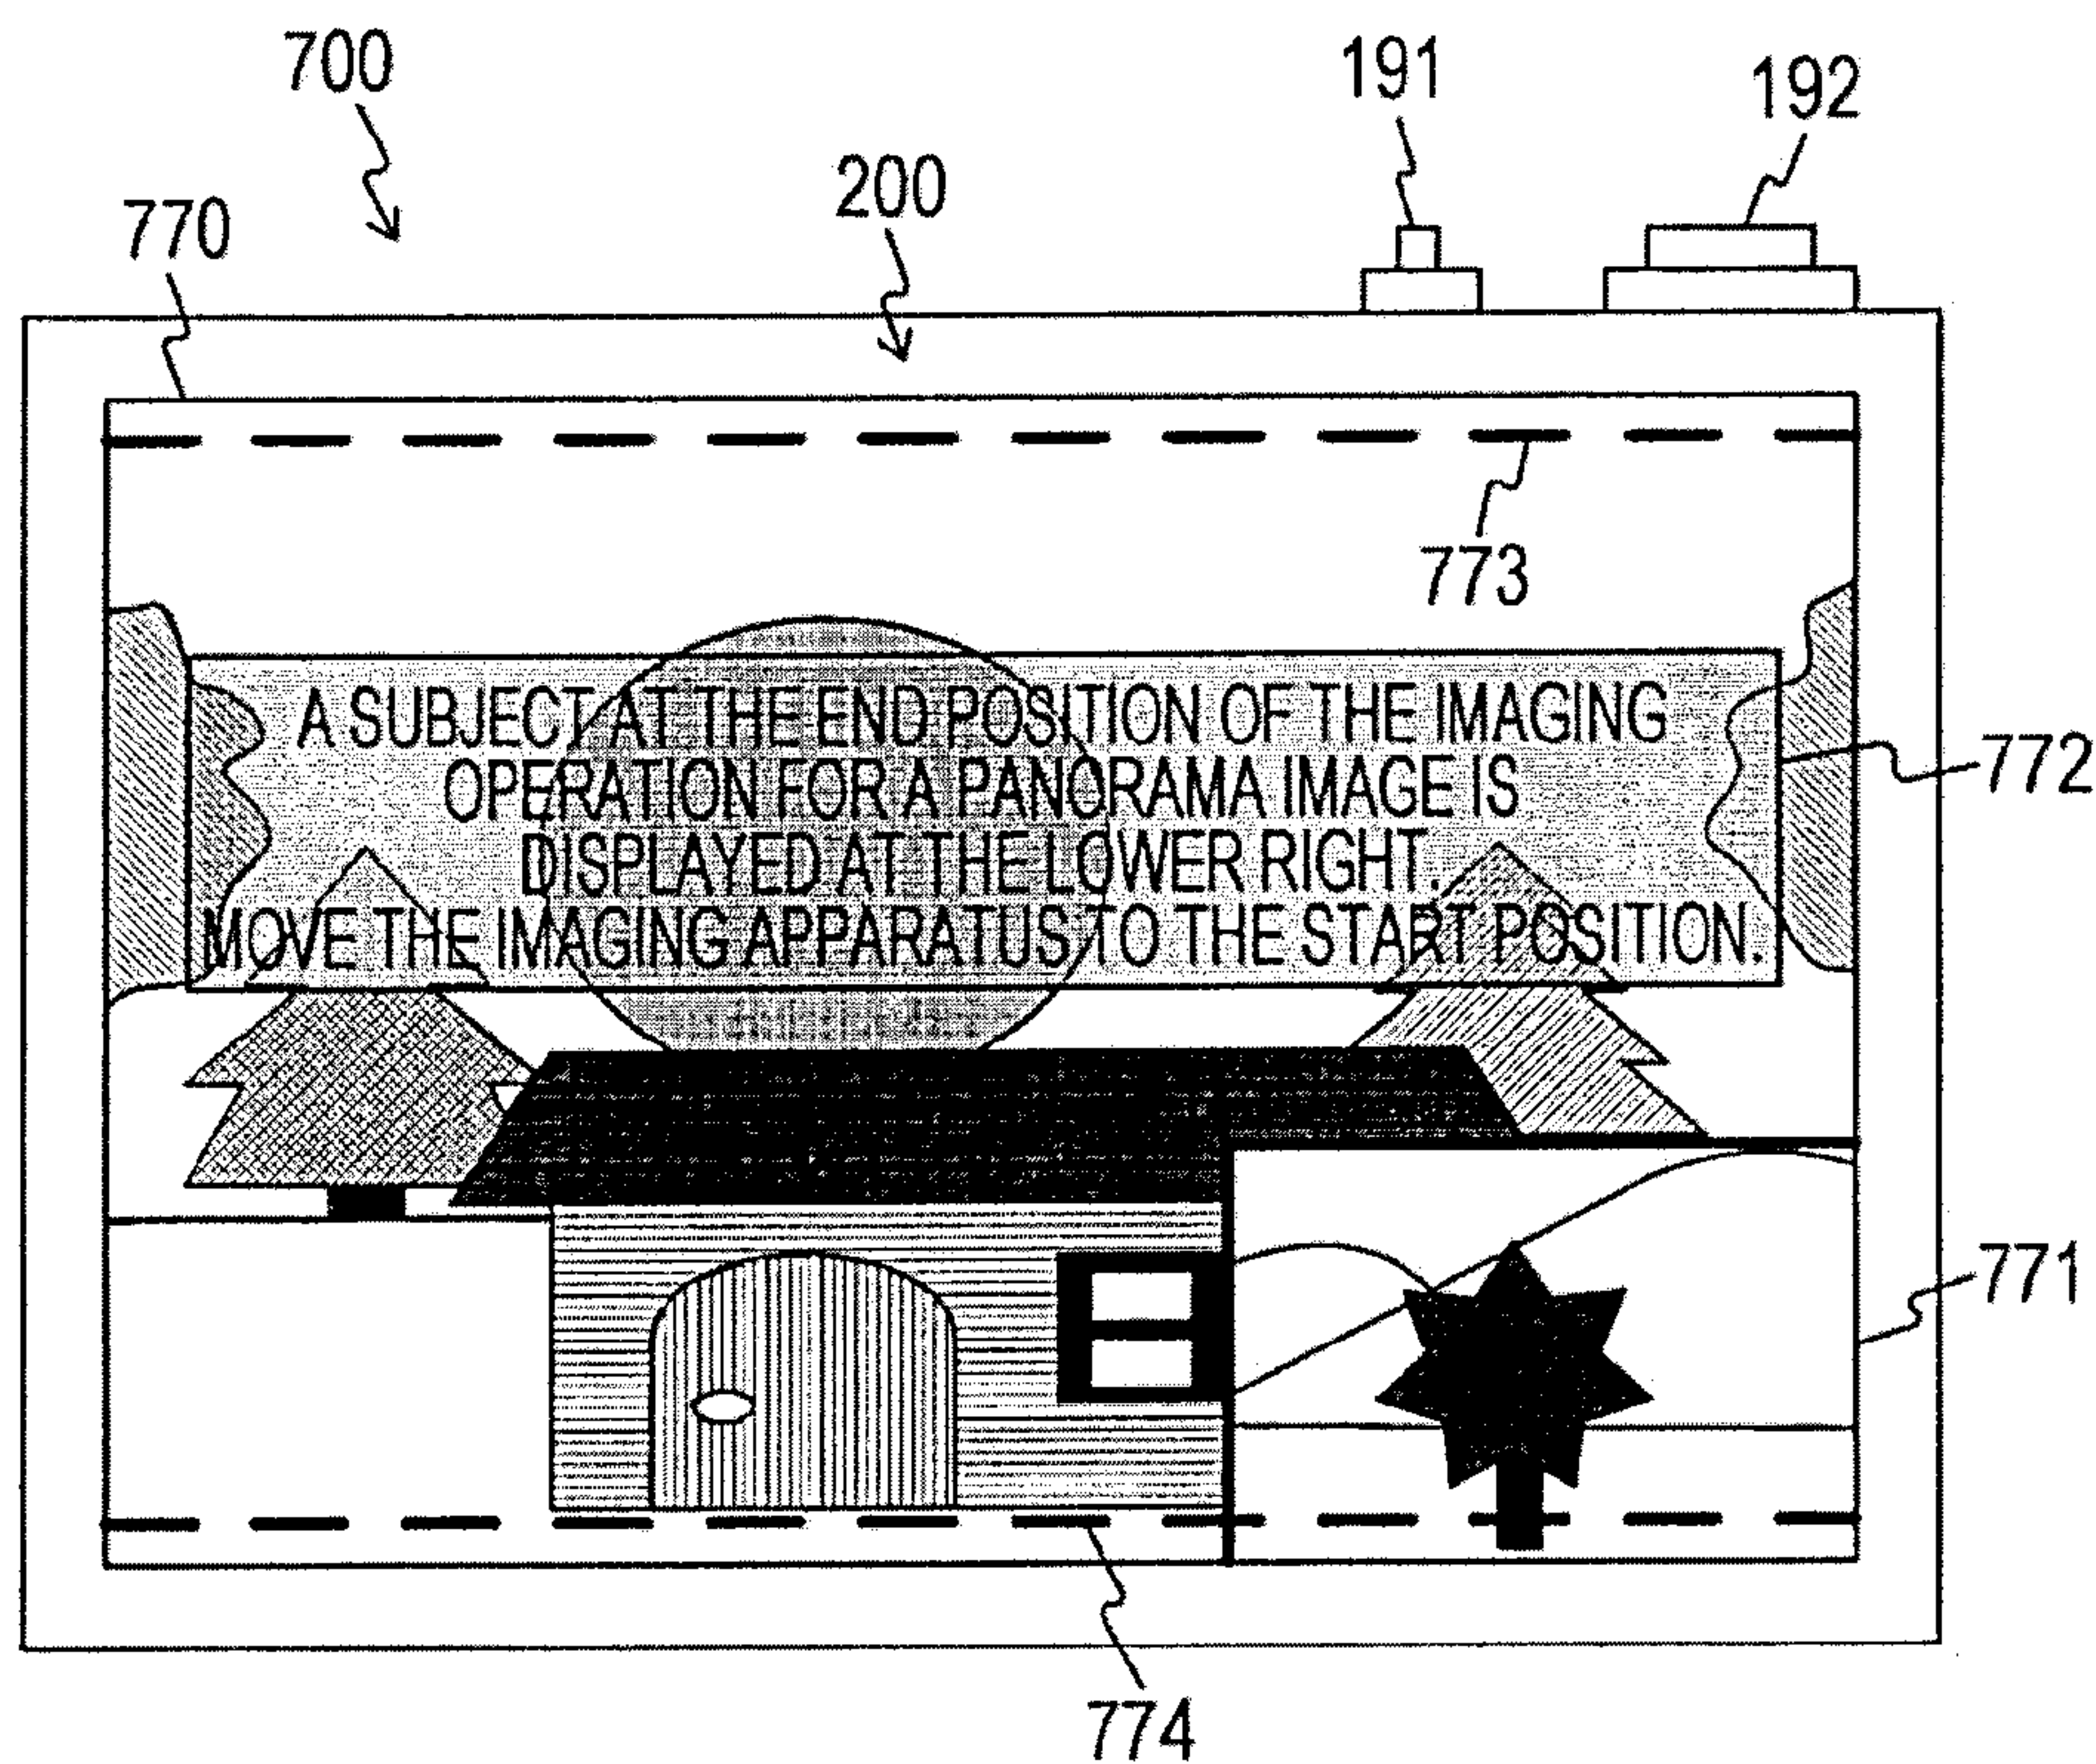 700
191
192
200
770
773
A SUBJECT AT THE END POSITION OF THE IMAGING
OPERATION FOR A PANORAMA IMAGE IS
DISPLAYED AT THE LOWER RIGHT.
MOVE THE IMAGING APPARATUS TO THE START POSITION.
772
771
774